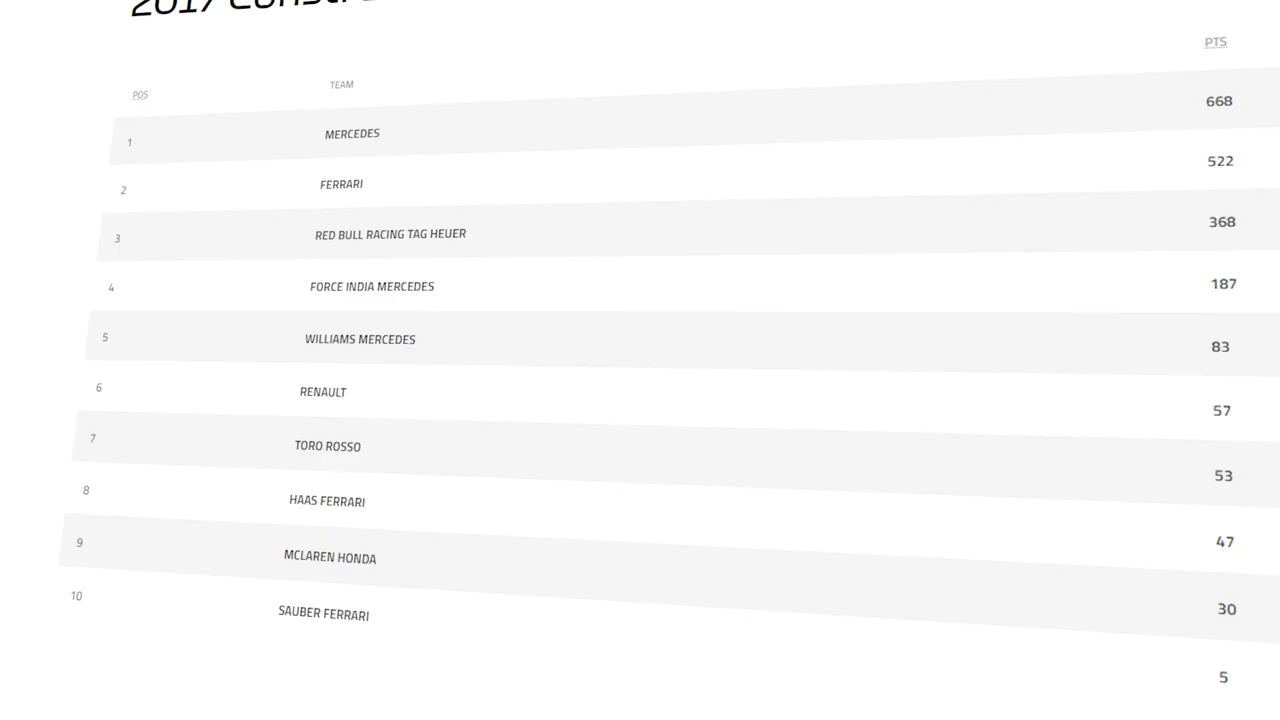 2017
POS TEAM PTS
1 MERCEDES 668
2 FERRARI 522
3 RED BULL RACING TAG HEUER 368
4 FORCE INDIA MERCEDES 187
5 WILLIAMS MERCEDES 83
6 RENAULT 57
7 TORO ROSSO 53
8 HAAS FERRARI 47
9 MCLAREN HONDA 30
10 SAUBER FERRARI 5